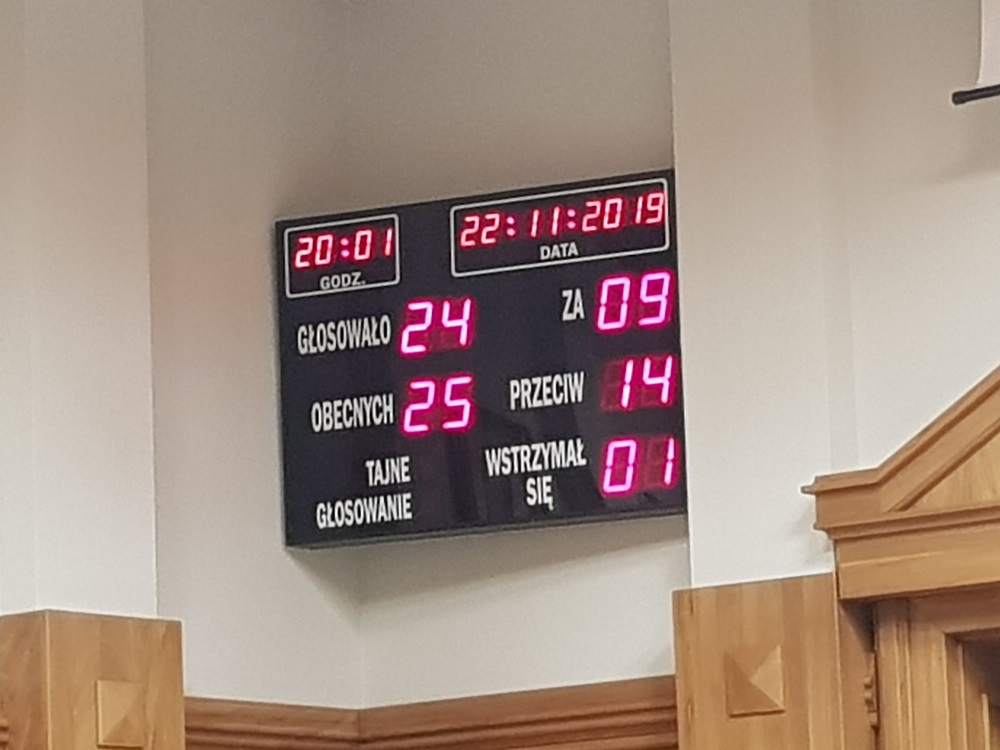 20:01 22:11:2019
GODZ. DATA
GŁOSOWAŁO 24 ZA 09
OBECNYCH 25 PRZECIW 14
TAJNE WSTRZYMAŁ 01
GŁOSOWANIE SIĘ